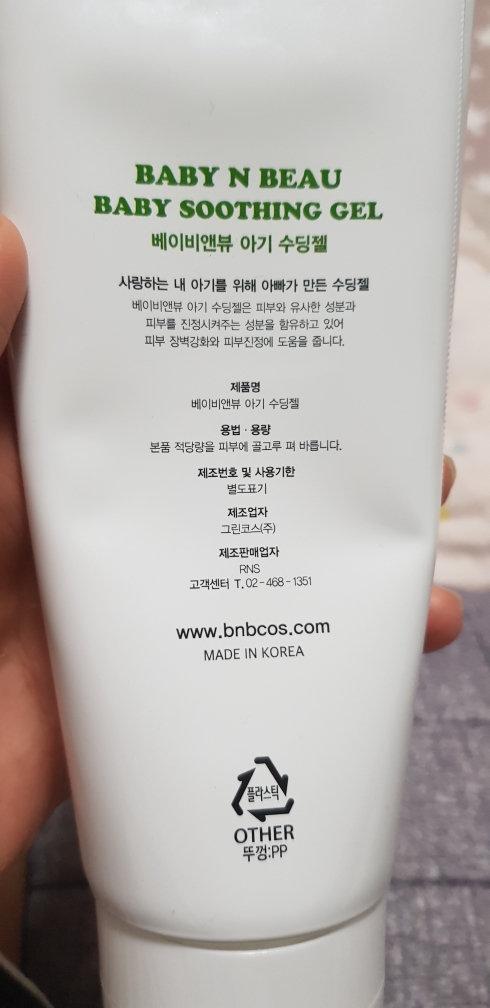 BABY N BEAU
BABY SOOTHING GEL
베이비앤뷰 아기 수딩젤
사랑하는 내 아기를 위해 아빠가 만든 수딩젤
베이비앤뷰 아기 수딩젤은 피부와 유사한 성분과
피부를 진정시켜주는 성분을 함유하고 있어
피부 장벽강화와 피부진정에 도움을 줍니다.
제품명
베이비앤뷰 아기 수딩젤
용법 · 용량
본품 적당량을 피부에 골고루 펴 바릅니다.
제조번호 및 사용기한
별도표기
제조업자
그린코스(주)
제조판매업자
RNS
고객센터 T. 02-468-1351
www.bnbcos.com
MADE IN KOREA
플라스틱
OTHER
뚜껑:PP